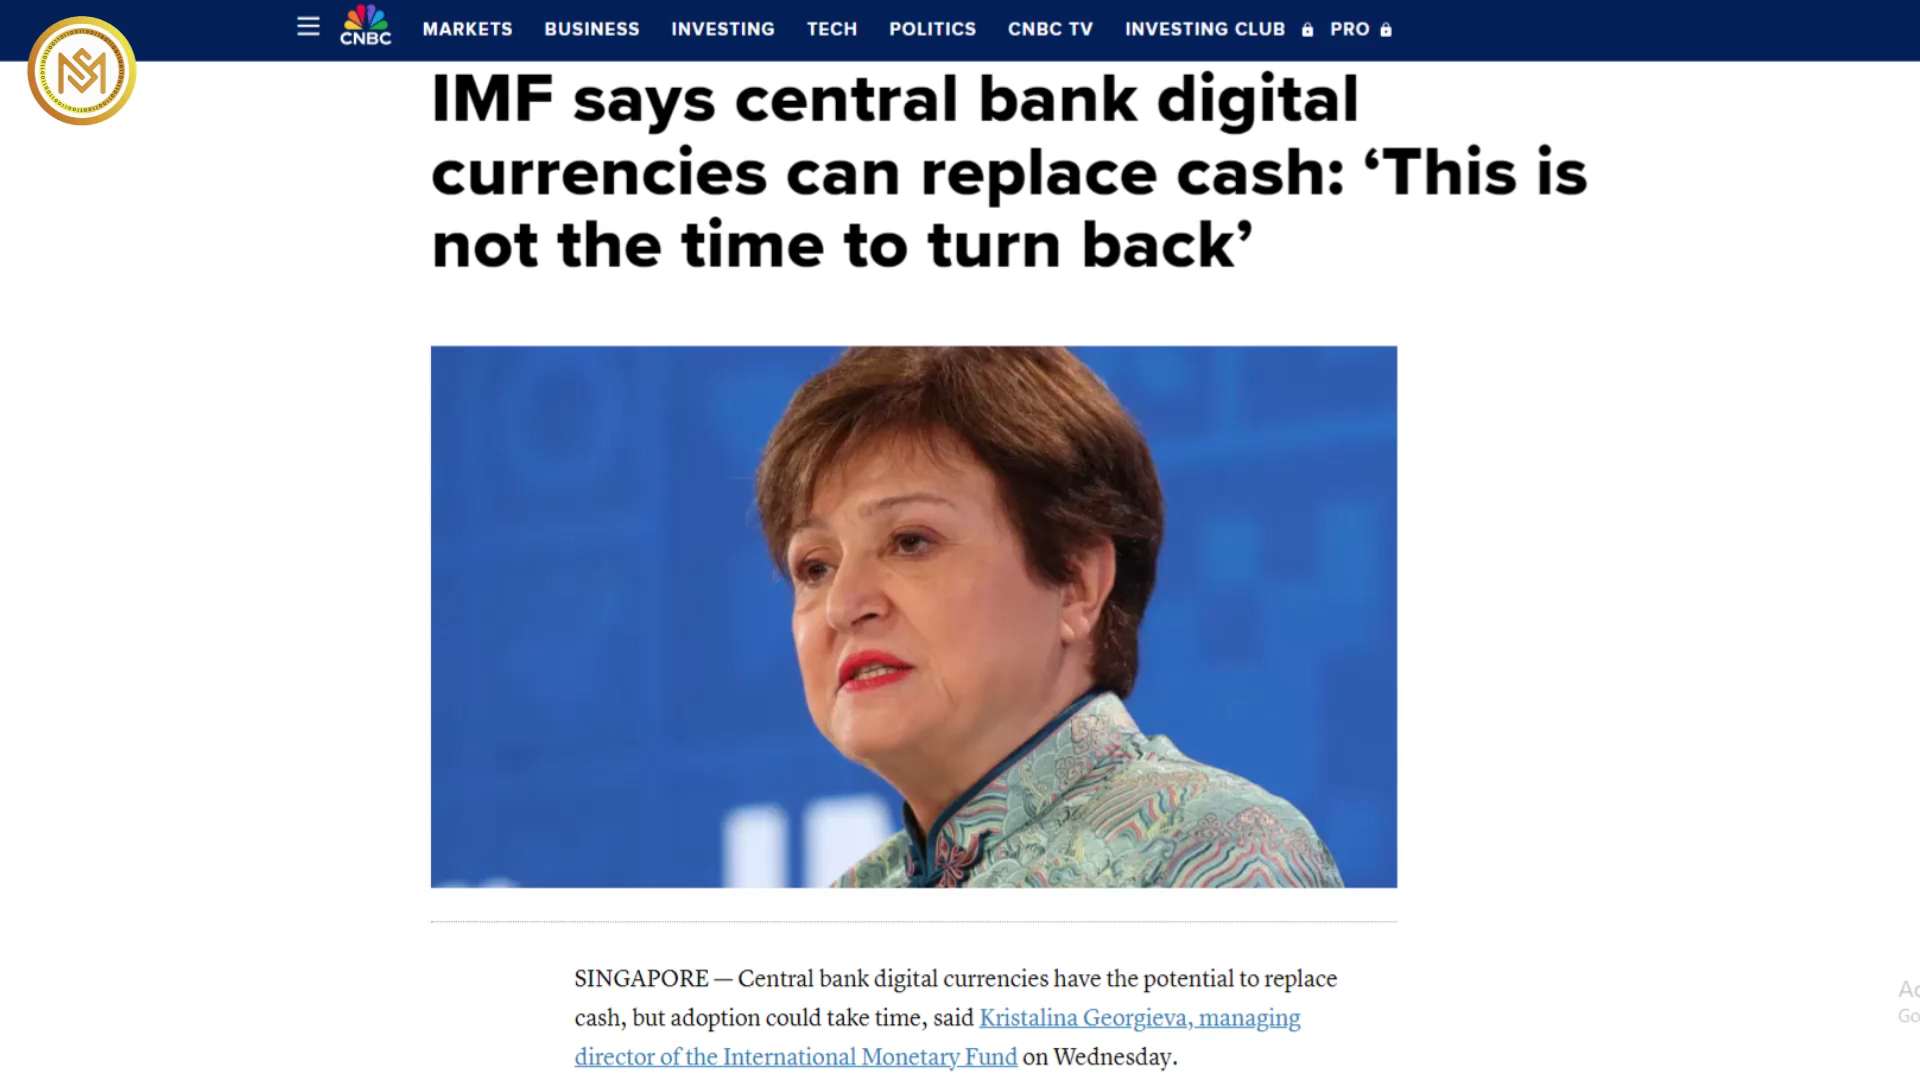 CNBC MARKETS BUSINESS INVESTING TECH POLITICS CNBC TV INVESTING CLUB PRO
IMF says central bank digital
currencies can replace cash: ‘This is
not the time to turn back’
SINGAPORE — Central bank digital currencies have the potential to replace
cash, but adoption could take time, said Kristalina Georgieva, managing
director of the International Monetary Fund on Wednesday.